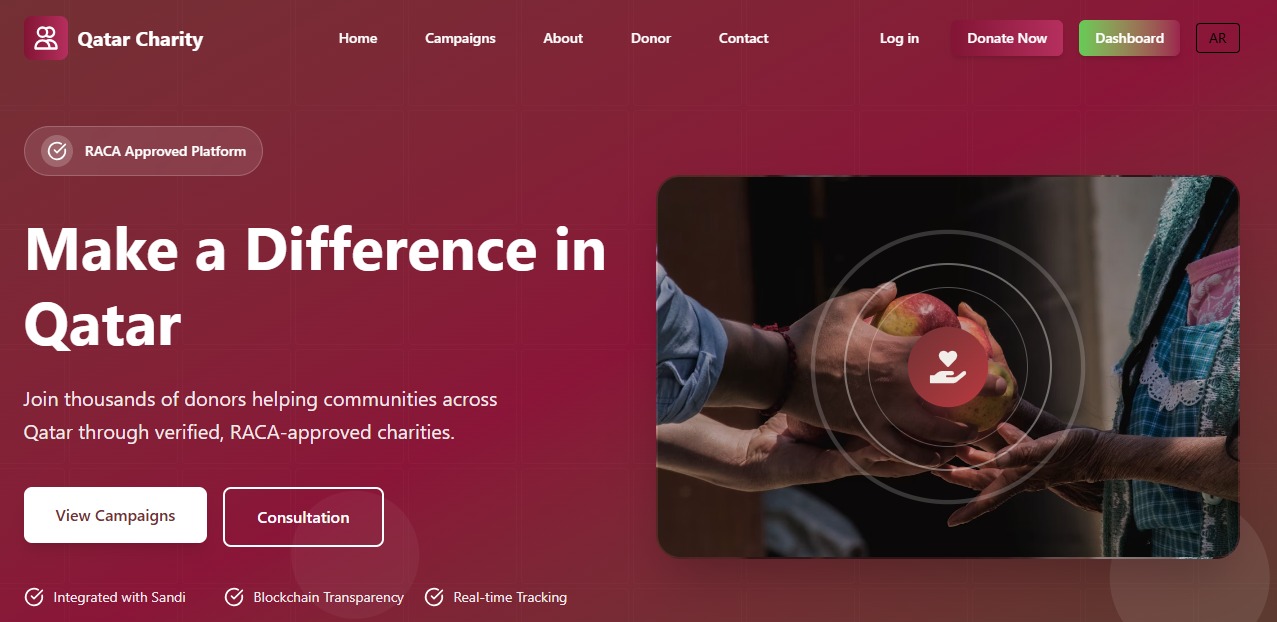 Qatar Charity
Home
Campaigns
About
Donor
Contact
Log in
Donate Now
Dashboard
AR
RACA Approved Platform
Make a Difference in
Qatar
Join thousands of donors helping communities across
Qatar through verified, RACA-approved charities.
View Campaigns
Consultation
Integrated with Sandi
Blockchain Transparency
Real-time Tracking